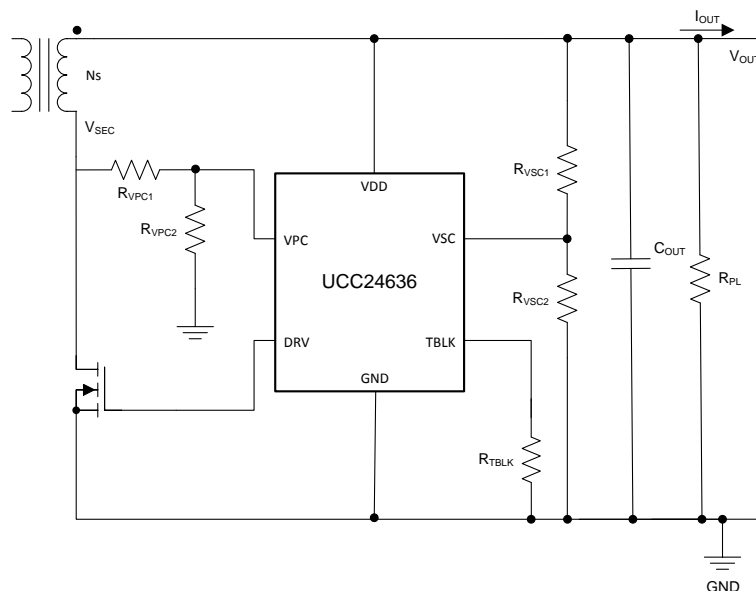 IOUT
VOUT
Ns
VSEC
RVPC1
RVPC2
VDD
VPC
VSC
UCC24636
DRV
TBLK
GND
RVSC1
RVSC2
COUT
RPL
RTBLK
GND